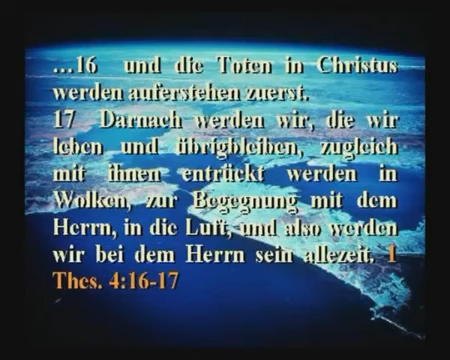 ...16 und die Toten in Christus
werden auferstehen zuerst.
17 Darnach werden wir, die wir
leben und übrigbleiben, zugleich
mit ihnen entrückt werden in
Wolken, zur Begegnung mit dem
Herrn, in die Luft, und also werden
wir bei dem Herrn sein allezeit. 1
Thes. 4:16-17